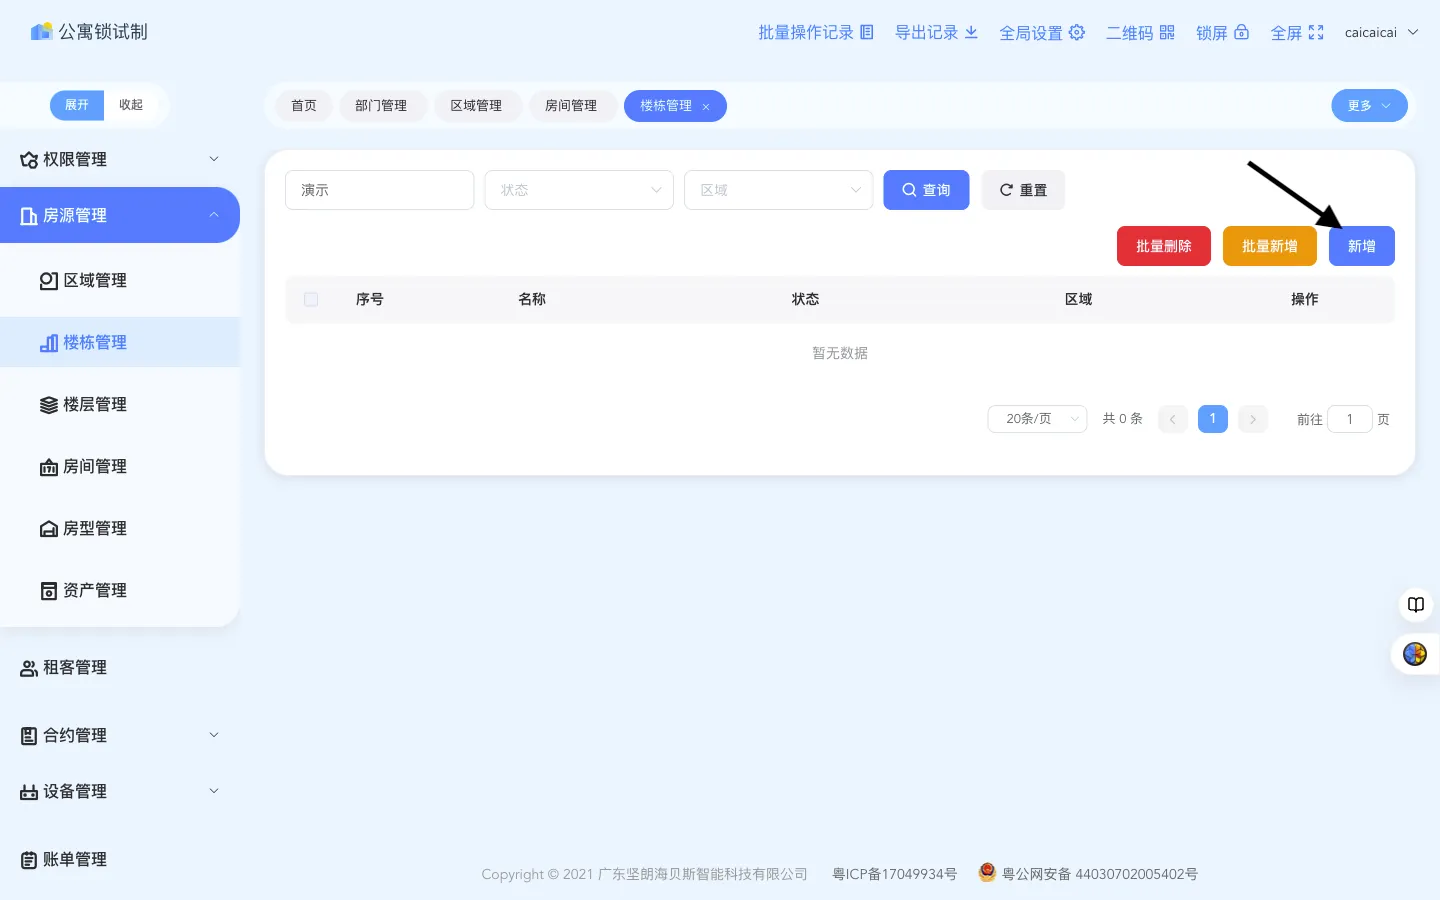 公寓锁试制
批量操作记录 导出记录 全局设置 二维码 锁屏 全屏 caicaicai
展开 收起
首页 部门管理 区域管理 房间管理 楼栋管理 × 更多
权限管理
房源管理
区域管理
楼栋管理
楼层管理
房间管理
房型管理
资产管理
租客管理
合约管理
设备管理
账单管理
演示 状态 区域 查询 重置
批量删除 批量新增 新增
序号 名称 状态 区域 操作
暂无数据
20条/页 共 0 条 1 前往 1 页
Copyright © 2021 广东坚朗海贝斯智能科技有限公司 粤ICP备17049934号 粤公网安备 44030702005402号